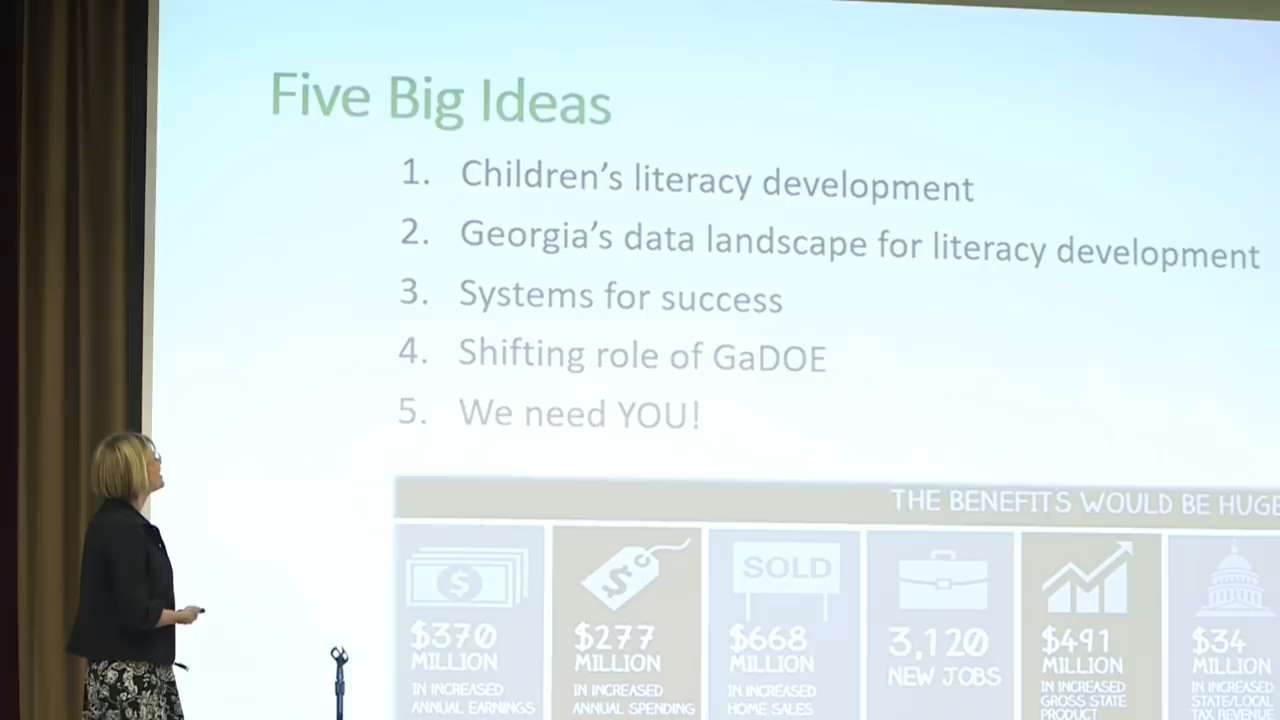 Five Big Ideas
1. Children's literacy development
2. Georgia's data landscape for literacy development
3. Systems for success
4. Shifting role of GaDOE
5. We need YOU!
THE BENEFITS WOULD BE HUGE
$370
MILLION
IN INCREASED
ANNUAL EARNINGS
$277
MILLION
IN INCREASED
ANNUAL SPENDING
SOLD
$668
MILLION
IN INCREASED
HOME SALES
3,120
NEW JOBS
$491
MILLION
IN INCREASED
GROSS STATE
PRODUCT
$34
MILLION
IN INCREASED
STATE/LOCAL
TAX REVENUE